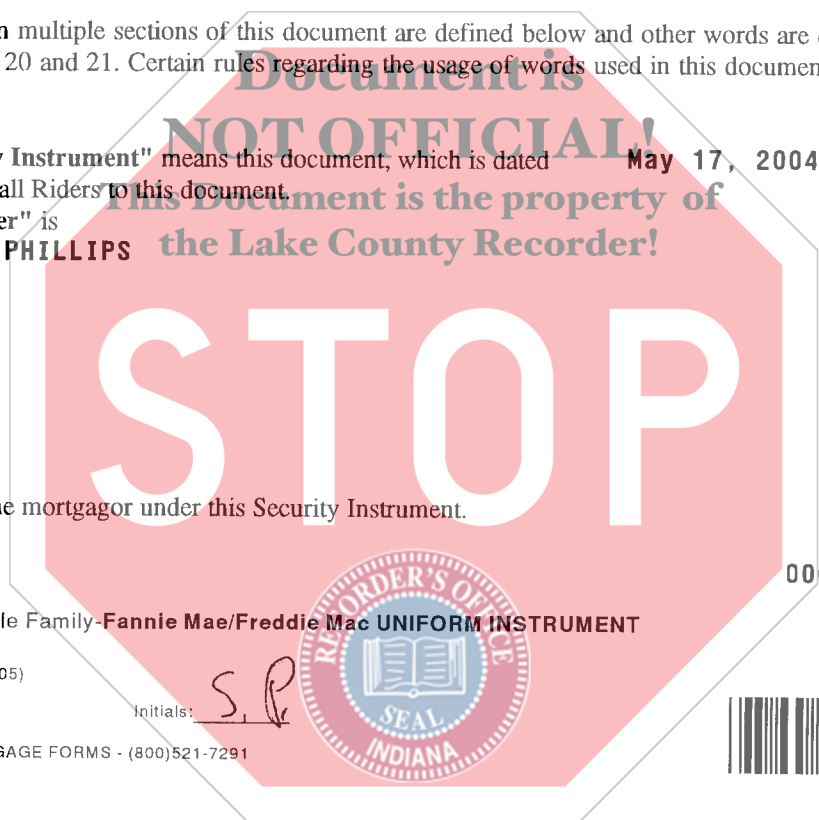 n multiple sections of this document are defined below and other words are
20 and 21. Certain rules regarding the usage of words used in this documen
Document is
NOT OFFICIAL!
This Document is the property of
the Lake County Recorder!
Instrument" means this document, which is dated May 17, 2004
all Riders to this document.
er" is
PHILLIPS
STOP
e mortgagor under this Security Instrument.
00
le Family-Fannie Mae/Freddie Mac UNIFORM INSTRUMENT
05)
Initials: S. P.
GAGE FORMS - (800)521-7291
RECORDER'S OFFICE
SEAL
INDIANA